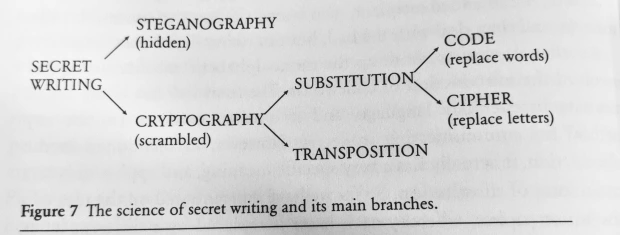 STEGANOGRAPHY
(hidden)
SECRET
WRITING
CRYPTOGRAPHY
(scrambled)
SUBSTITUTION
CODE
(replace words)
CIPHER
(replace letters)
TRANSPOSITION
Figure 7 The science of secret writing and its main branches.